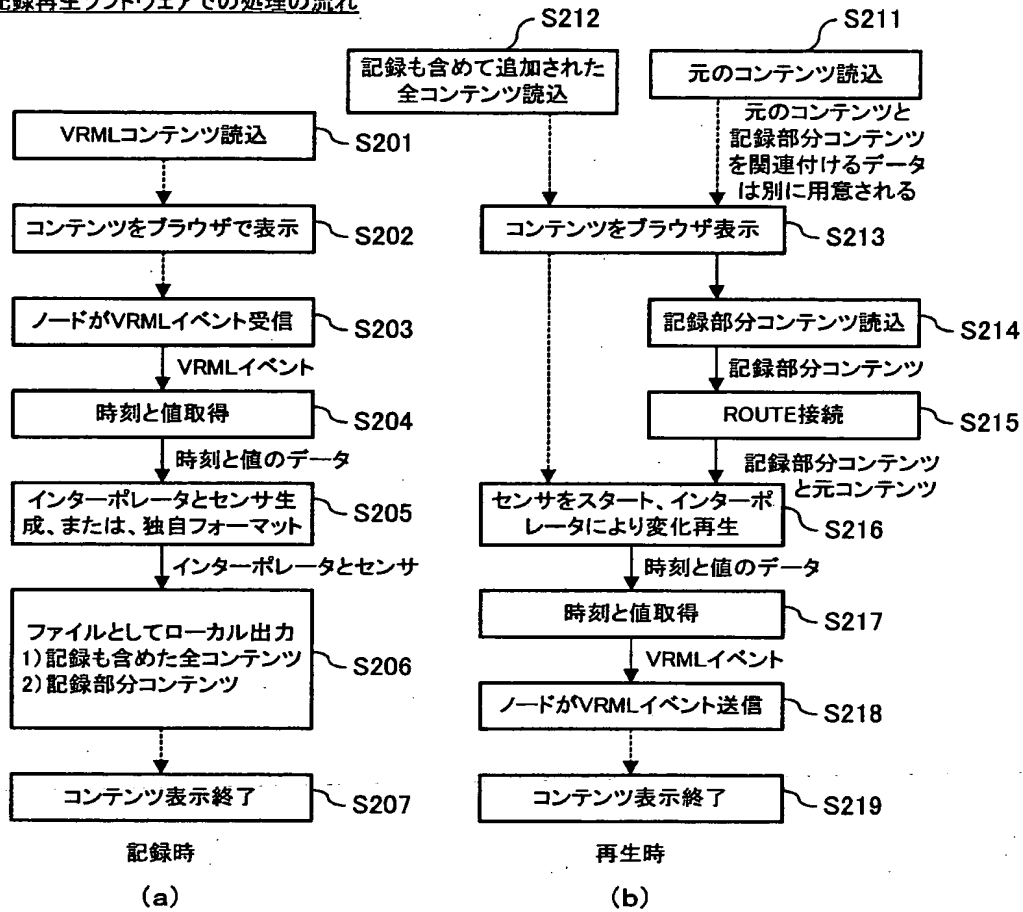 記録再生ソフトウェアでの処理の流れ
VRMLコンテンツ読込
S201
コンテンツをブラウザで表示
S202
ノードがVRMLイベント受信
S203
VRMLイベント
時刻と値取得
S204
時刻と値のデータ
インターポレータとセンサ生
成、または、独自フォーマット
S205
インターポレータとセンサ
ファイルとしてローカル出力
1)記録も含めた全コンテンツ
2)記録部分コンテンツ
S206
コンテンツ表示終了
S207
記録時
(a)
S212
記録も含めて追加された
全コンテンツ読込
S211
元のコンテンツ読込
元のコンテンツと
記録部分コンテンツ
を関連付けるデータ
は別に用意される
コンテンツをブラウザ表示
S213
記録部分コンテンツ読込
S214
記録部分コンテンツ
ROUTE接続
S215
記録部分コンテンツ
と元コンテンツ
センサをスタート、インターポ
レータにより変化再生
S216
時刻と値のデータ
時刻と値取得
S217
VRMLイベント
ノードがVRMLイベント送信
S218
コンテンツ表示終了
S219
再生時
(b)